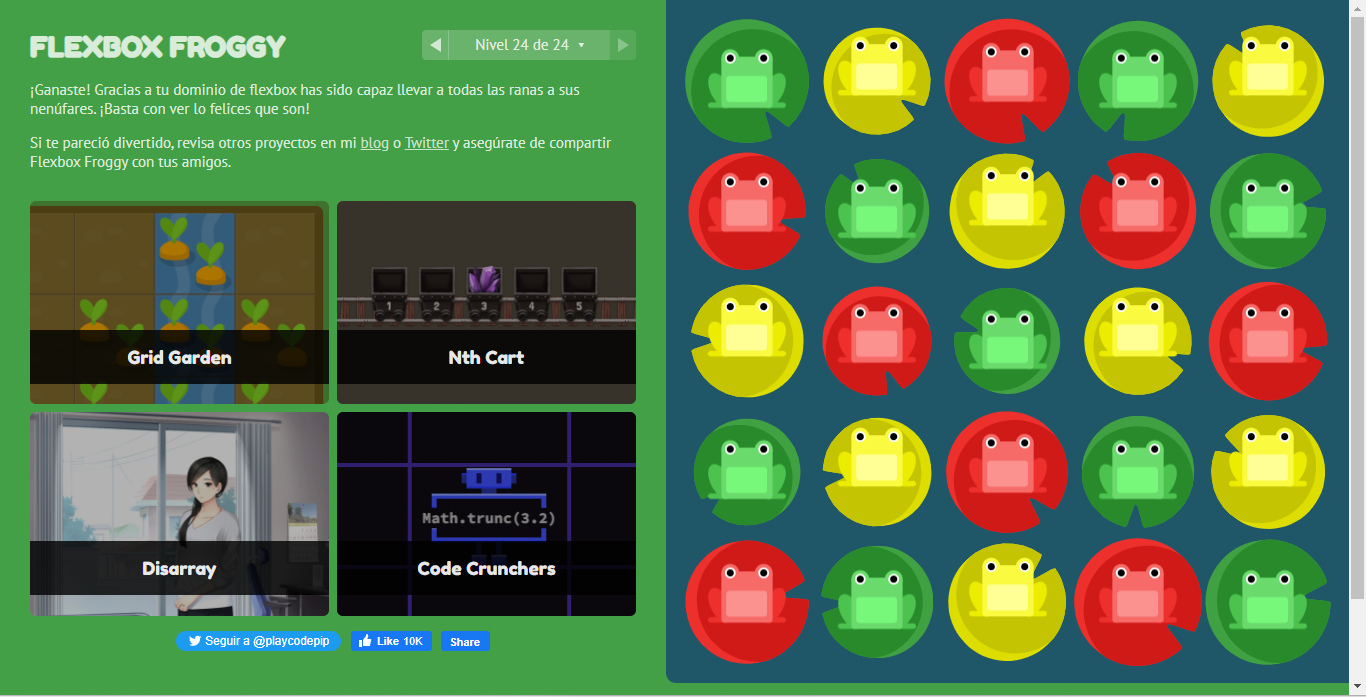 FLEXBOX FROGGY
◀ Nivel 24 de 24 ▾ ▶
¡Ganaste! Gracias a tu dominio de flexbox has sido capaz llevar a todas las ranas a sus
nenúfares. ¡Basta con ver lo felices que son!
Si te pareció divertido, revisa otros proyectos en mi blog o Twitter y asegúrate de compartir
Flexbox Froggy con tus amigos.
1 2 3 4 5
Grid Garden
Nth Cart
Math.trunc(3.2)
Disarray
Code Crunchers
Seguir a @playcodepip
Like 10K
Share